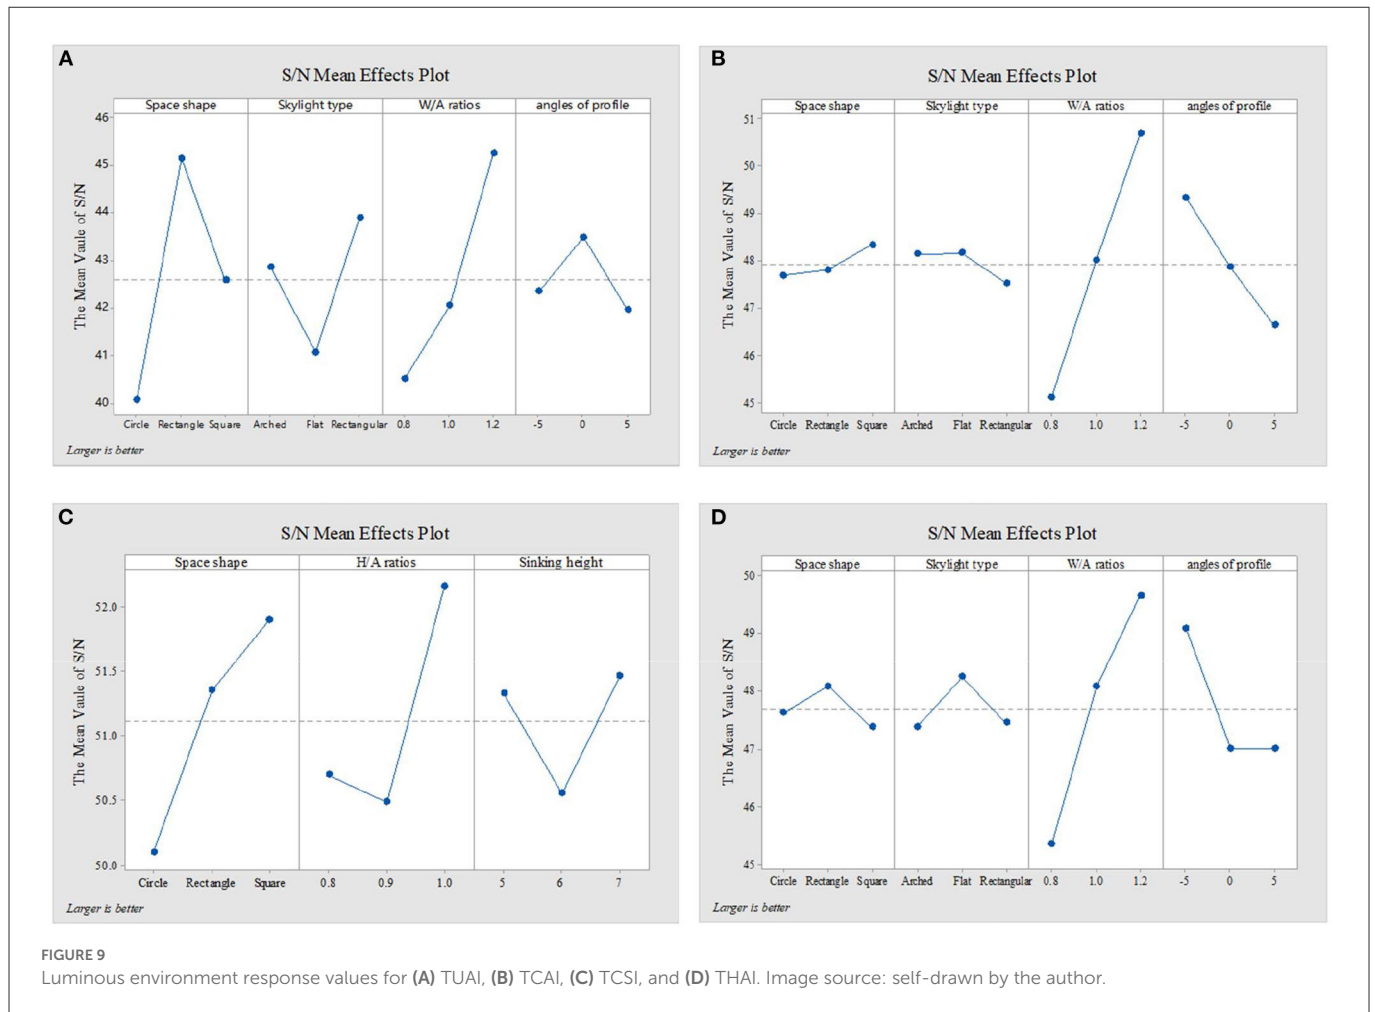 A
S/N Mean Effects Plot
Space shape Skylight type W/A ratios angles of profile
The Mean Vaule of S/N
46
45
44
43
42
41
40
Circle Rectangle Square Arched Flat Rectangular 0.8 1.0 1.2 -5 0 5
Larger is better
B
S/N Mean Effects Plot
Space shape Skylight type W/A ratios angles of profile
The Mean Vaule of S/N
51
50
49
48
47
46
45
Circle Rectangle Square Arched Flat Rectangular 0.8 1.0 1.2 -5 0 5
Larger is better
C
S/N Mean Effects Plot
Space shape H/A ratios Sinking height
The Mean Vaule of S/N
52.0
51.5
51.0
50.5
50.0
Circle Rectangle Square 0.8 0.9 1.0 5 6 7
Larger is better
D
S/N Mean Effects Plot
Space shape Skylight type W/A ratios angles of profile
The Mean Vaule of S/N
50
49
48
47
46
45
Circle Rectangle Square Arched Flat Rectangular 0.8 1.0 1.2 -5 0 5
Larger is better
FIGURE 9
Luminous environment response values for (A) TUAI, (B) TCAI, (C) TCSI, and (D) THAI. Image source: self-drawn by the author.